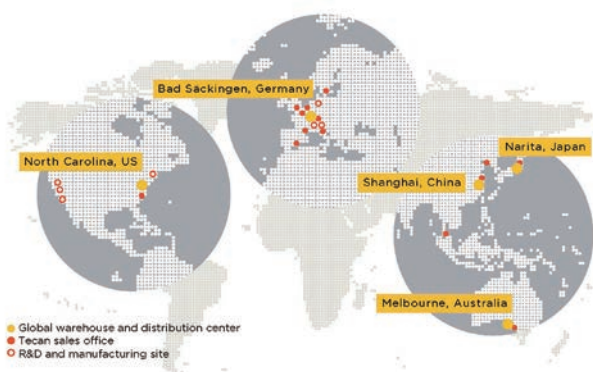 Bad Säckingen, Germany
North Carolina, US
Narita, Japan
Shanghai, China
Melbourne, Australia
Global warehouse and distribution center
Tecan sales office
R&D and manufacturing site